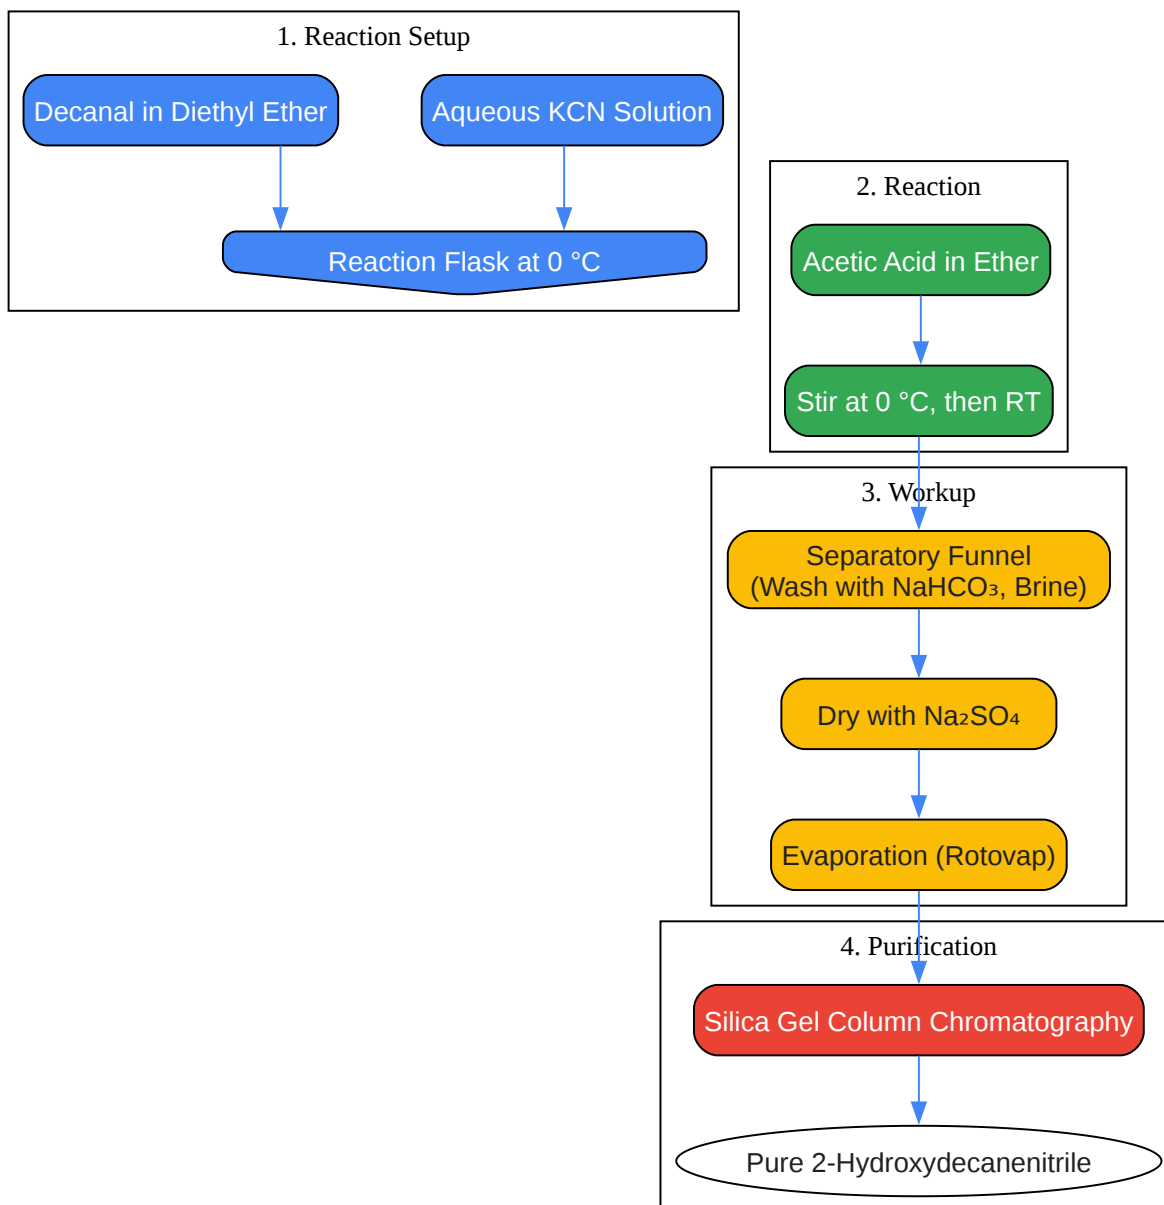 1. Reaction Setup
Decanal in Diethyl Ether
Aqueous KCN Solution
Reaction Flask at 0 °C
2. Reaction
Acetic Acid in Ether
Stir at 0 °C, then RT
3. Workup
Separatory Funnel
(Wash with NaHCO₃, Brine)
Dry with Na₂SO₄
Evaporation (Rotovap)
4. Purification
Silica Gel Column Chromatography
Pure 2-Hydroxydecanenitrile